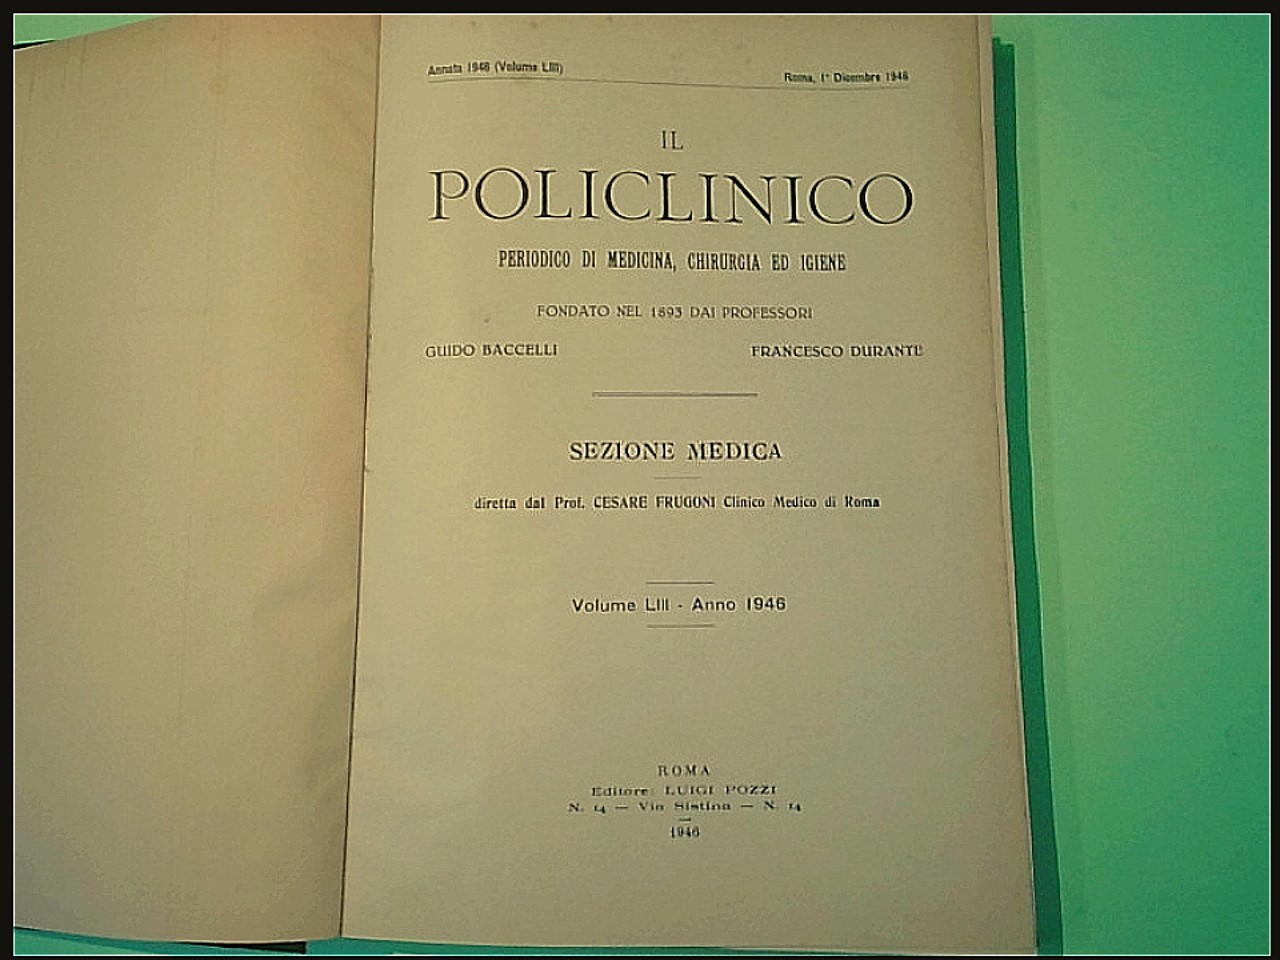 Annata 1946 (Volume LIII)
Roma, 1° Dicembre 1946
IL
POLICLINICO
PERIODICO DI MEDICINA, CHIRURGIA ED IGIENE
FONDATO NEL 1893 DAI PROFESSORI
GUIDO BACCELLI
FRANCESCO DURANTE
SEZIONE MEDICA
diretta dal Prof. CESARE FRUGONI Clinico Medico di Roma
Volume LIII - Anno 1946
ROMA
Editore: LUIGI POZZI
N. 14 — Via Sistina — N. 14
1946